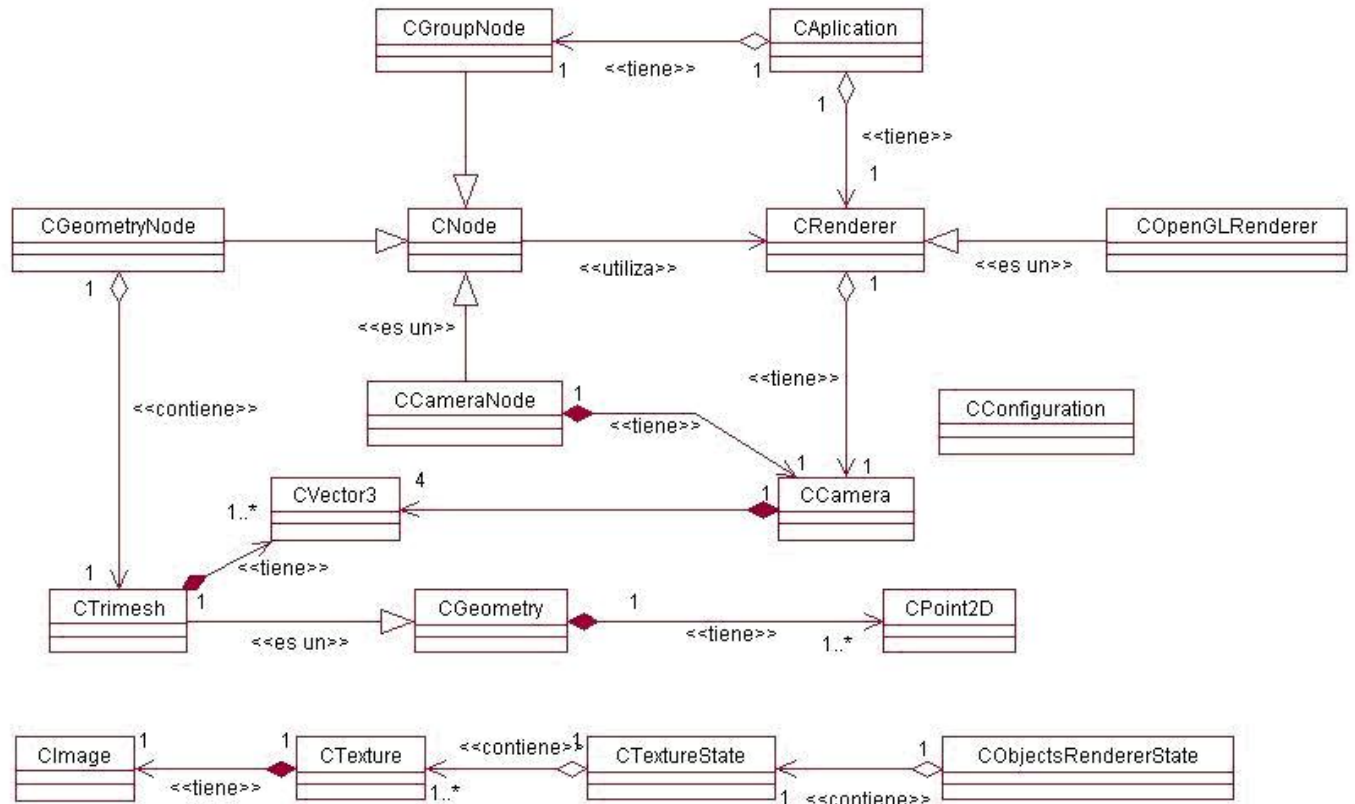 CGroupNode
CAplication
1
<<tiene>>
1
1
<<tiene>>
1
CGeometryNode
CNode
CRenderer
COpenGLRenderer
<<utiliza>>
<<es un>>
1
1
<<es un>>
<<tiene>>
<<contiene>>
CCameraNode
1
<<tiene>>
CConfiguration
1
1
CVector3
4
1
CCamera
1..*
<<tiene>>
1
CTrimesh
1
CGeometry
1
CPoint2D
<<es un>>
<<tiene>>
1..*
CImage
1
1
CTexture
<<contiene>>
1
CTextureState
1
CObjectsRendererState
<<tiene>>
1..*
1
<<contiene>>